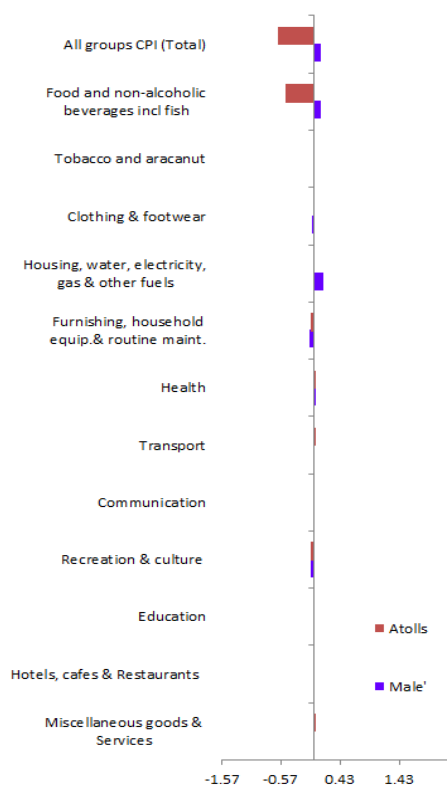 All groups CPI (Total)
Food and non-alcoholic
beverages incl fish
Tobacco and aracanut
Clothing & footwear
Housing, water, electricity,
gas & other fuels
Furnishing, household
equip.& routine maint.
Health
Transport
Communication
Recreation & culture
Education
Atolls
Hotels, cafes & Restaurants
Male'
Miscellaneous goods &
Services
-1.57 -0.57 0.43 1.43